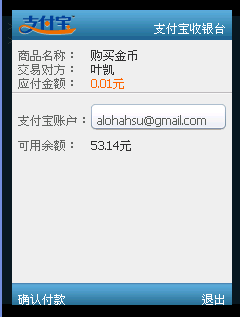 支付宝 支付宝收银台
商品名称： 购买金币
交易对方： 叶凯
应付金额： 0.01元
支付宝账户： alohahsu@gmail.com
可用余额： 53.14元
确认付款 退出